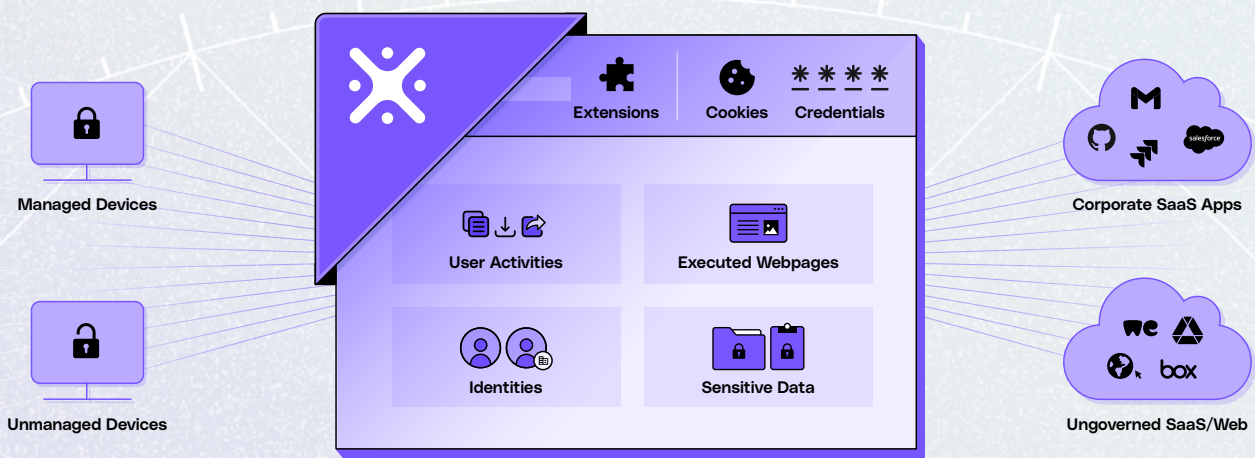 Extensions
Cookies
Credentials
Managed Devices
User Activities
Executed Webpages
salesforce
Corporate SaaS Apps
Identities
Sensitive Data
we
box
Unmanaged Devices
Ungoverned SaaS/Web